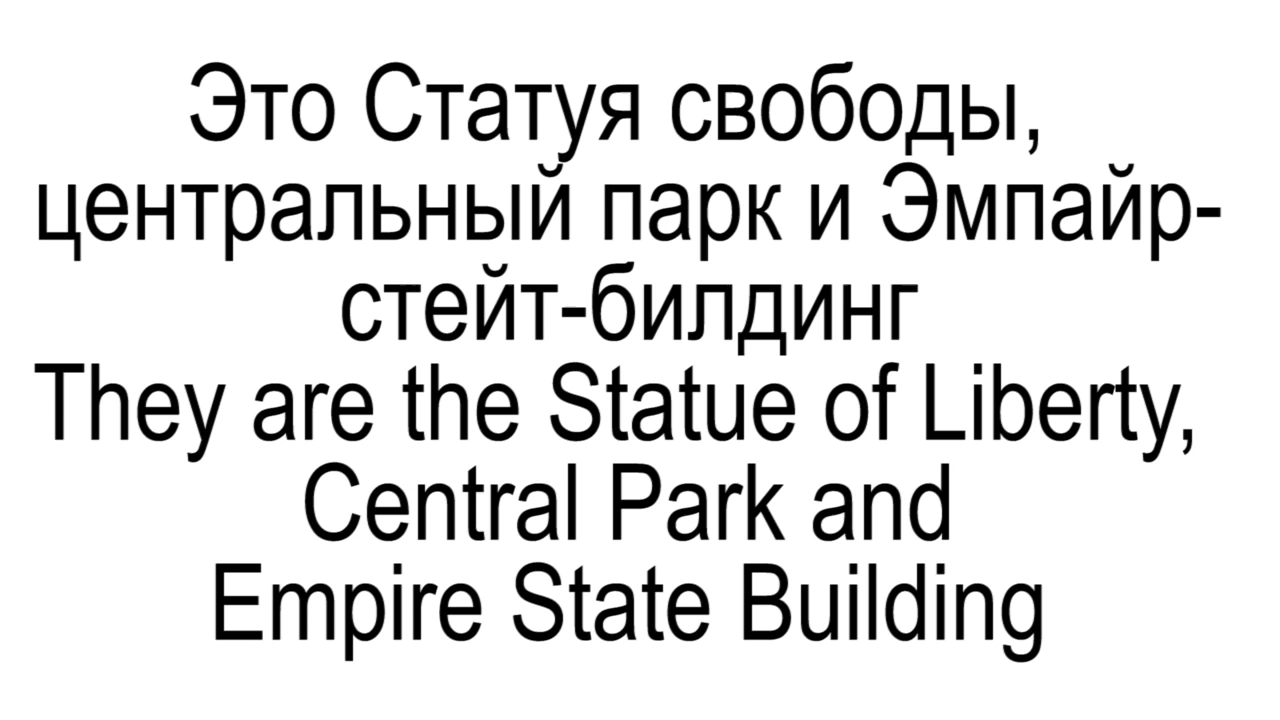 Это Статуя свободы,
центральный парк и Эмпайр-
стейт-билдинг
They are the Statue of Liberty,
Central Park and
Empire State Building